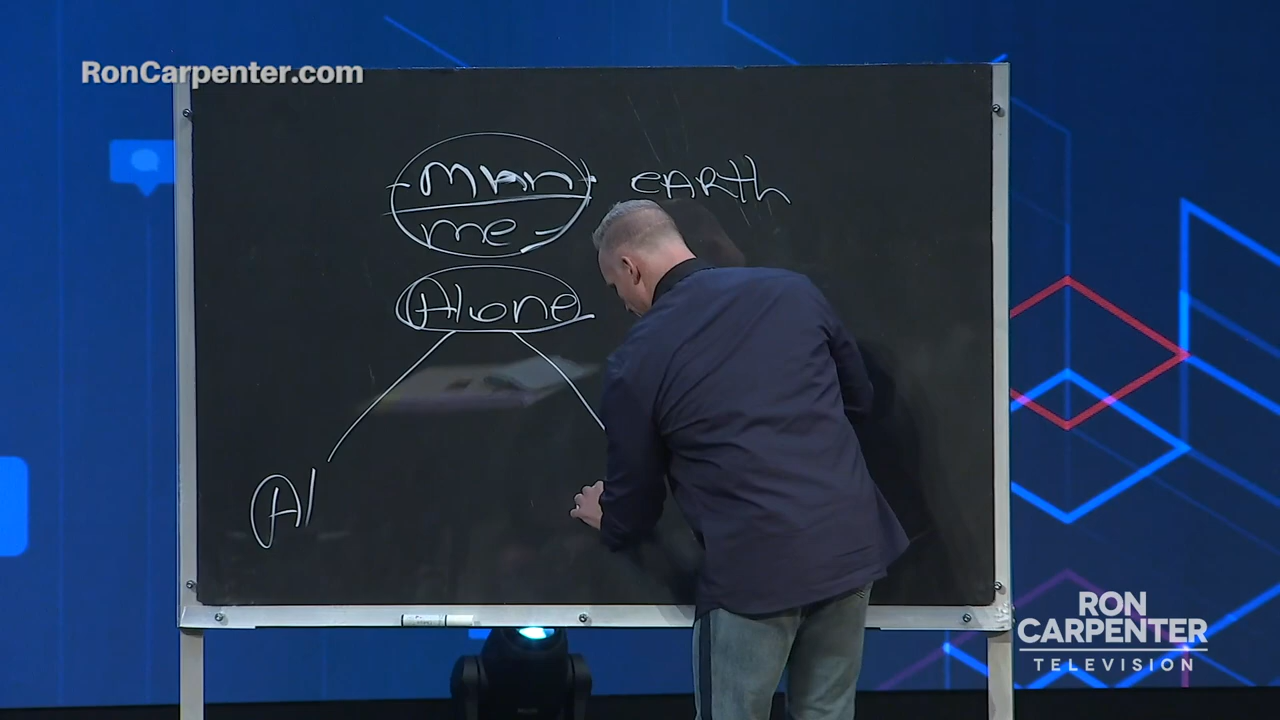 RonCarpenter.com
man earth
me
Alone
Al
RON
CARPENTER
TELEVISION